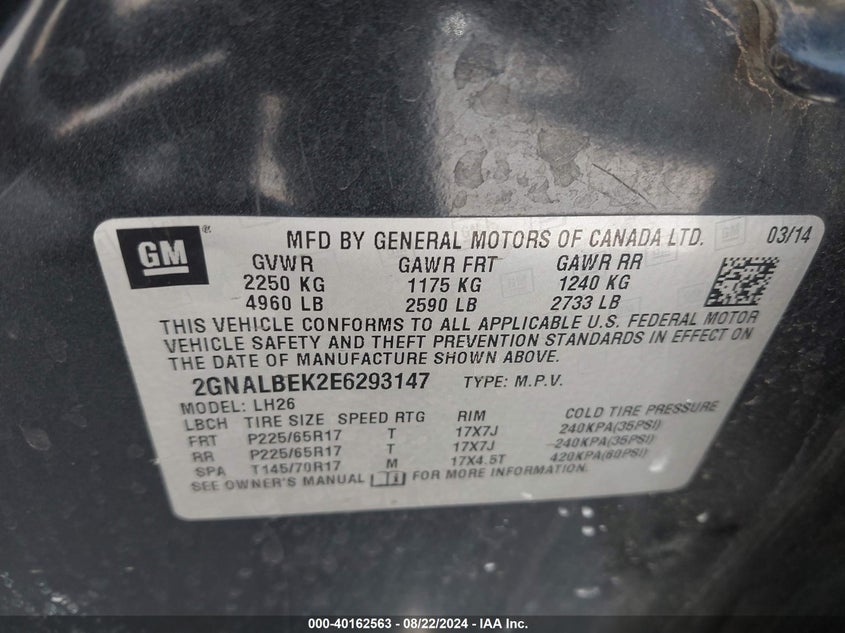 GM ® MFD BY GENERAL MOTORS OF CANADA LTD. 03/14
GVWR GAWR FRT GAWR RR
2250 KG 1175 KG 1240 KG
4960 LB 2590 LB 2733 LB
THIS VEHICLE CONFORMS TO ALL APPLICABLE U.S. FEDERAL MOTOR
VEHICLE SAFETY AND THEFT PREVENTION STANDARDS IN EFFECT ON
THE DATE OF MANUFACTURE SHOWN ABOVE.
2GNALBEK2E6293147 TYPE: M.P.V.
MODEL: LH26
LBCH TIRE SIZE SPEED RTG RIM COLD TIRE PRESSURE
FRT P225/65R17 T 17X7J 240KPA(35PSI)
RR P225/65R17 T 17X7J 240KPA(35PSI)
SPA T145/70R17 M 17X4.5T 420KPA(60PSI)
SEE OWNER'S MANUAL FOR MORE INFORMATION.
000-40162563 - 08/22/2024 - IAA Inc.